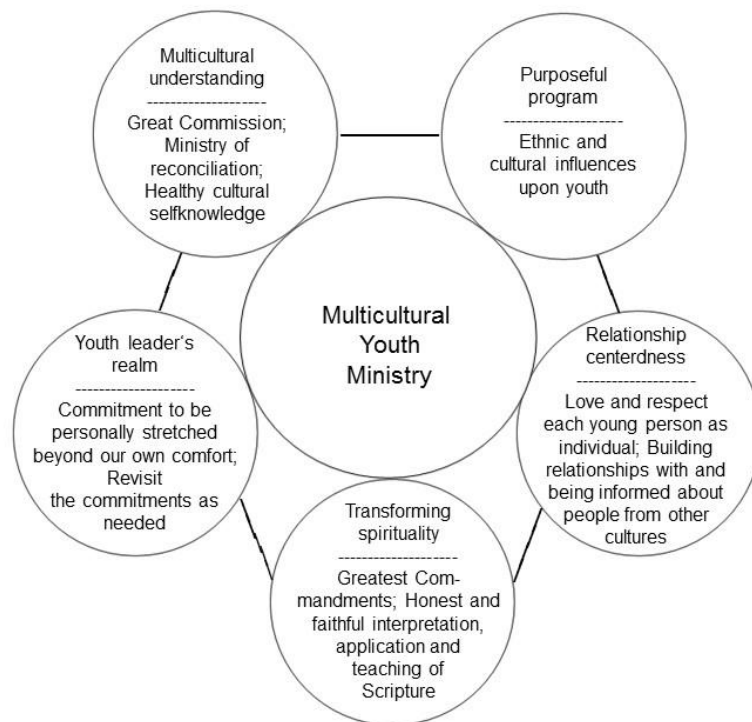 Multicultural
understanding
---------------------
Great Commission;
Ministry of
reconciliation;
Healthy cultural
selfknowledge
Purposeful
program
---------------------
Ethnic and
cultural influences
upon youth
Multicultural
Youth
Ministry
Youth leader's
realm
---------------------
Commitment to be
personally stretched
beyond our own comfort;
Revisit
the commitments as
needed
Relationship
centerdness
---------------------
Love and respect
each young person as
individual; Building
relationships with and
being informed about
people from other
cultures
Transforming
spirituality
---------------------
Greatest Com-
mandments; Honest and
faithful interpretation,
application and
teaching of
Scripture